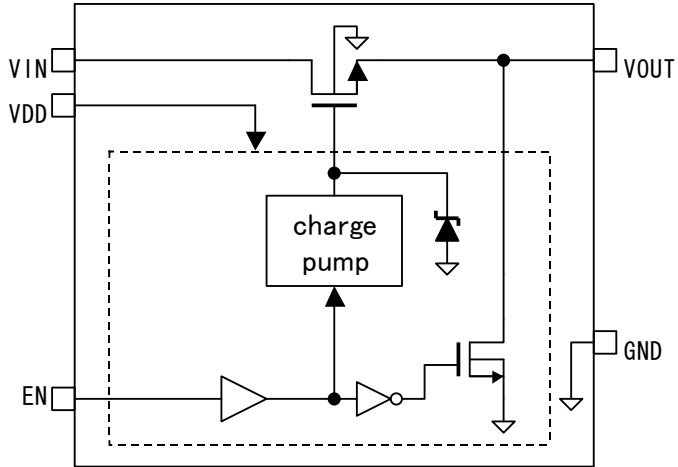 VIN
VOUT
VDD
charge
pump
GND
EN